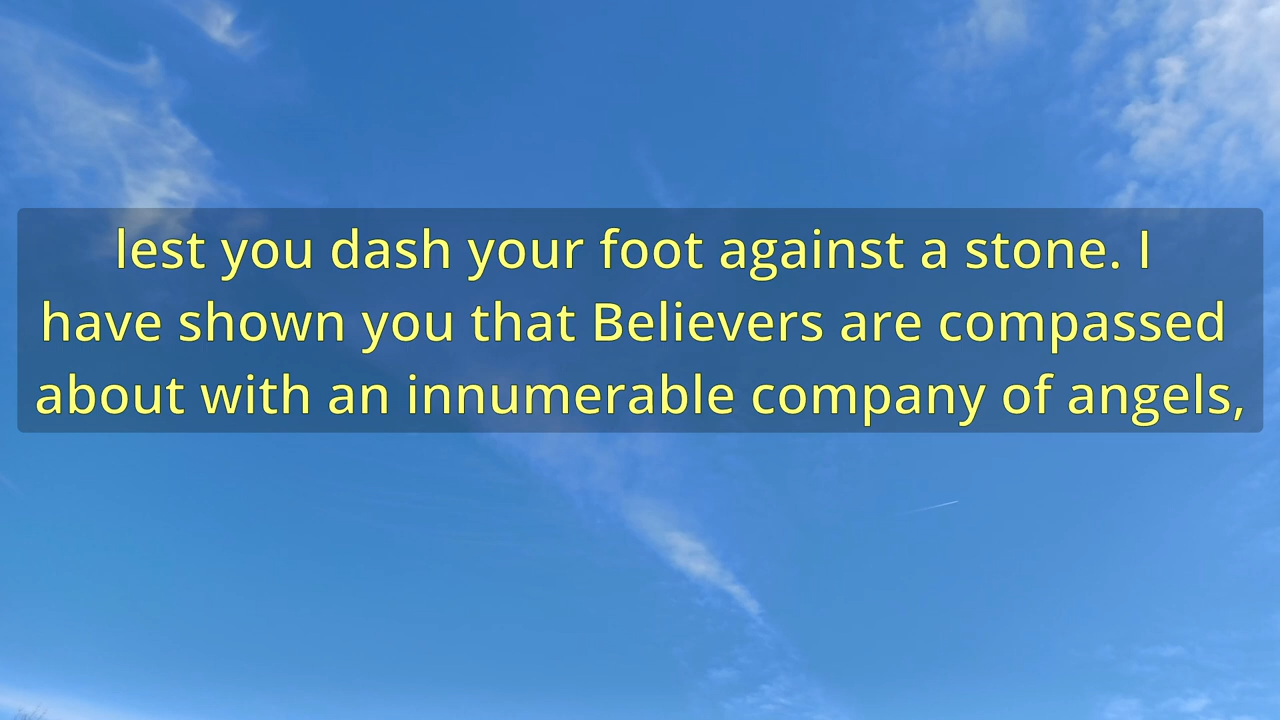 lest you dash your foot against a stone. I
have shown you that Believers are compassed
about with an innumerable company of angels,